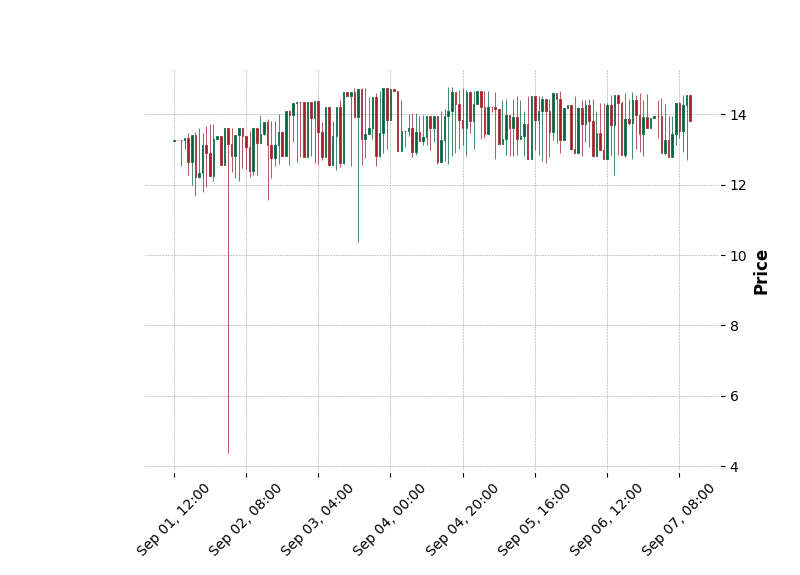 14
12
10
8
6
4
Price
Sep 01, 12:00
Sep 02, 08:00
Sep 03, 04:00
Sep 04, 00:00
Sep 04, 20:00
Sep 05, 16:00
Sep 06, 12:00
Sep 07, 08:00